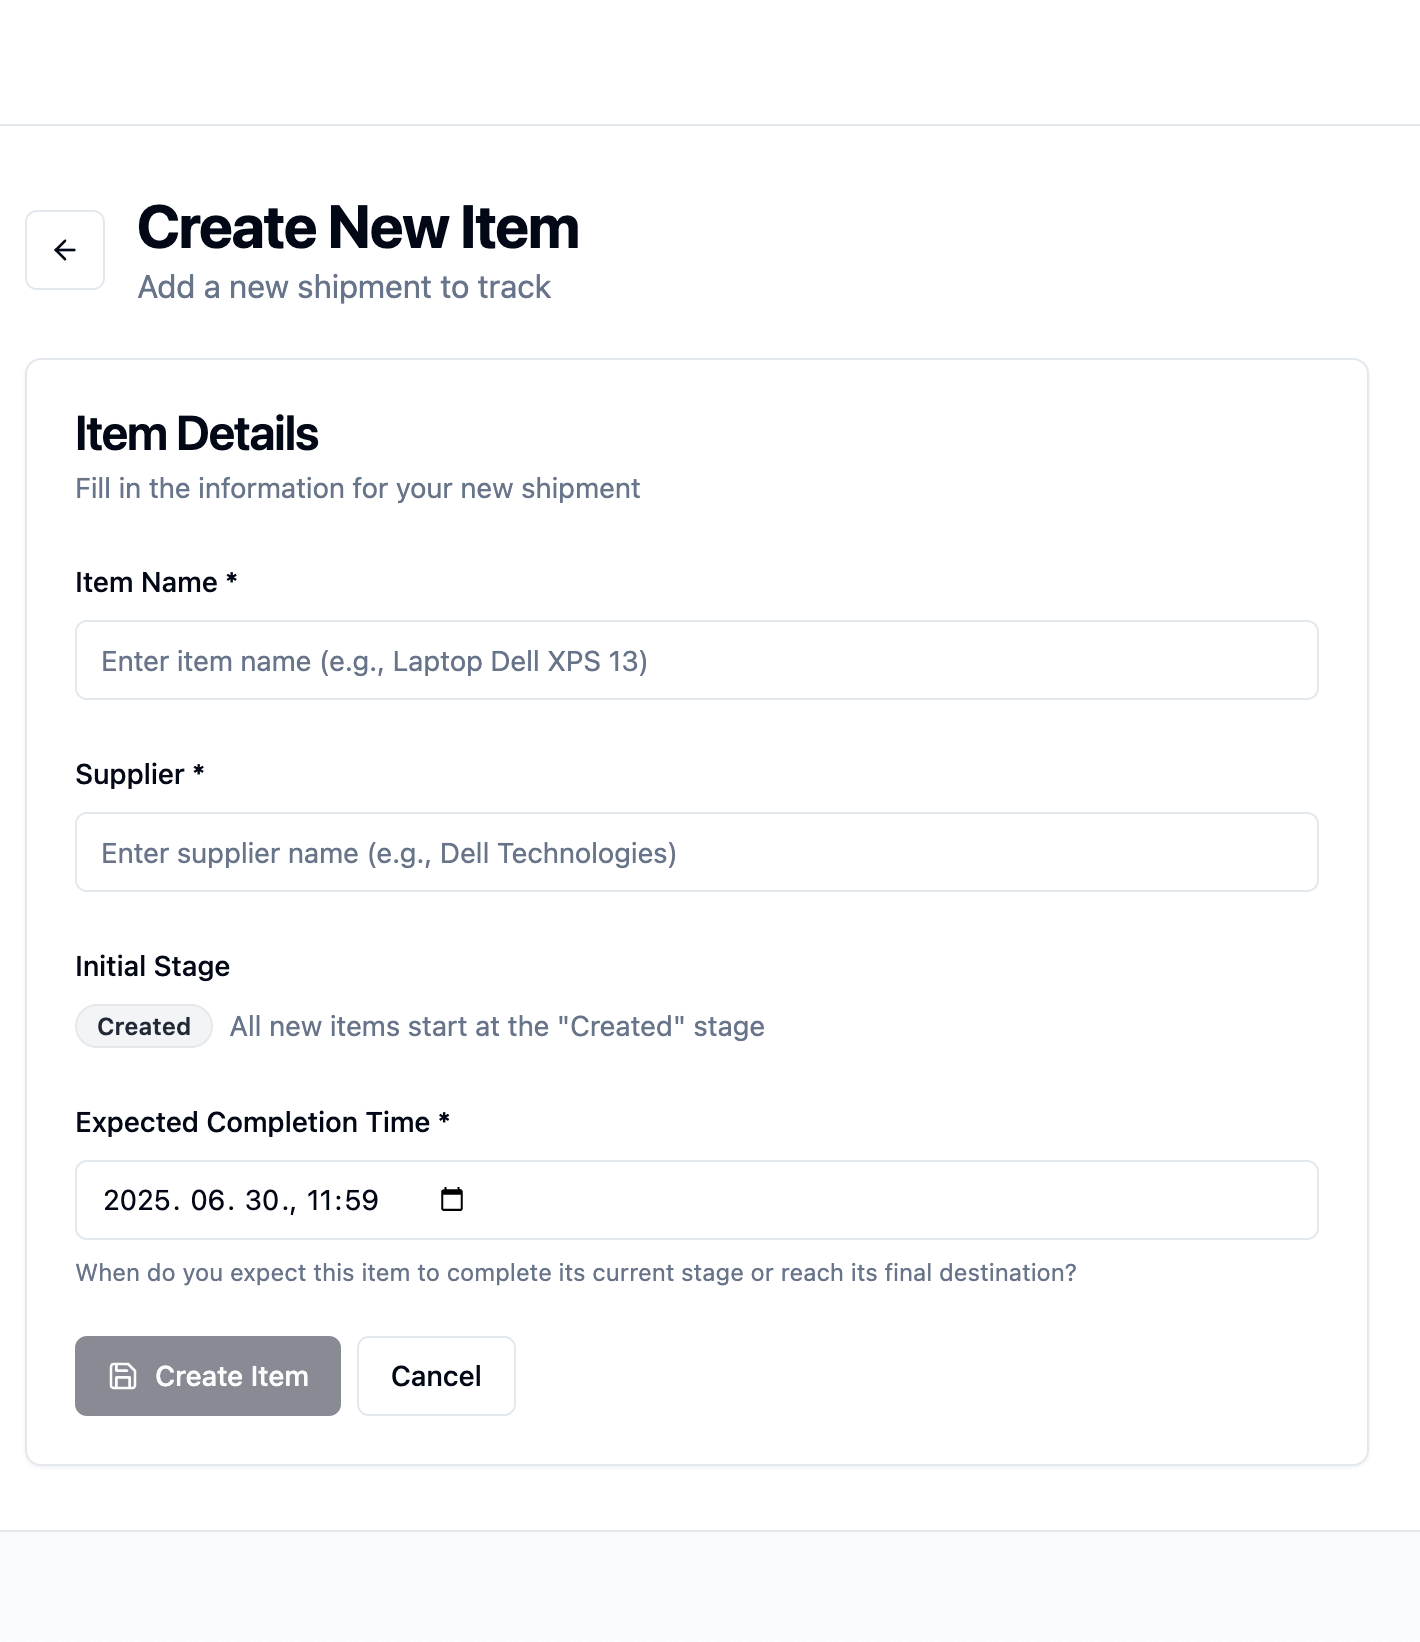 Create New Item
Add a new shipment to track
Item Details
Fill in the information for your new shipment
Item Name *
Enter item name (e.g., Laptop Dell XPS 13)
Supplier *
Enter supplier name (e.g., Dell Technologies)
Initial Stage
Created All new items start at the "Created" stage
Expected Completion Time *
2025. 06. 30., 11:59
When do you expect this item to complete its current stage or reach its final destination?
Create Item Cancel